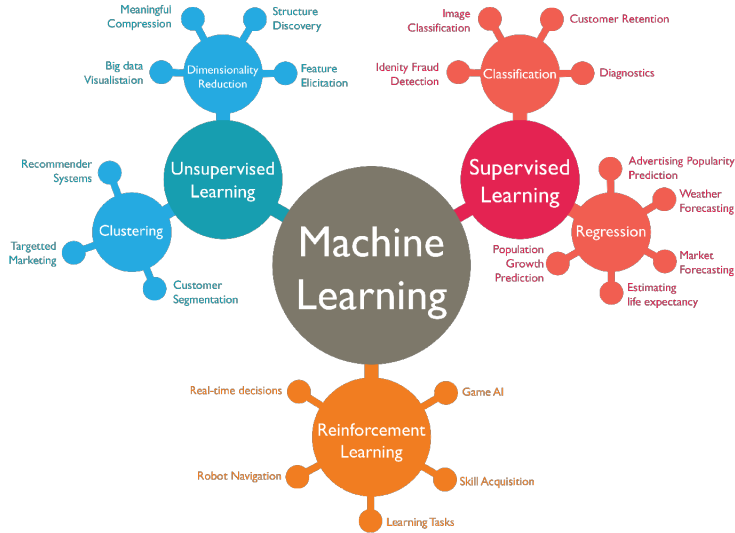 Machine
Learning
Unsupervised
Learning
Dimensionality
Reduction
Meaningful
Compression
Structure
Discovery
Big data
Visualistaion
Feature
Elicitation
Clustering
Recommender
Systems
Targetted
Marketing
Customer
Segmentation
Supervised
Learning
Classification
Image
Classification
Customer Retention
Idenity Fraud
Detection
Diagnostics
Regression
Advertising Popularity
Prediction
Weather
Forecasting
Population
Growth
Prediction
Market
Forecasting
Estimating
life expectancy
Reinforcement
Learning
Real-time decisions
Game AI
Robot Navigation
Skill Acquisition
Learning Tasks